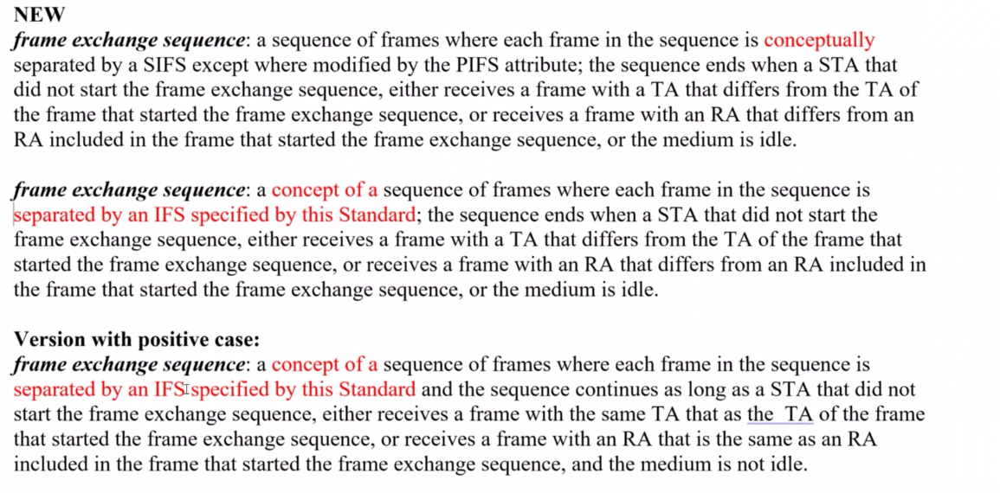 NEW
frame exchange sequence: a sequence of frames where each frame in the sequence is conceptually
separated by a SIFS except where modified by the PIFS attribute; the sequence ends when a STA that
did not start the frame exchange sequence, either receives a frame with a TA that differs from the TA of
the frame that started the frame exchange sequence, or receives a frame with an RA that differs from an
RA included in the frame that started the frame exchange sequence, or the medium is idle.
frame exchange sequence: a concept of a sequence of frames where each frame in the sequence is
separated by an IFS specified by this Standard; the sequence ends when a STA that did not start the
frame exchange sequence, either receives a frame with a TA that differs from the TA of the frame that
started the frame exchange sequence, or receives a frame with an RA that differs from an RA included in
the frame that started the frame exchange sequence, or the medium is idle.
Version with positive case:
frame exchange sequence: a concept of a sequence of frames where each frame in the sequence is
separated by an IFS specified by this Standard and the sequence continues as long as a STA that did not
start the frame exchange sequence, either receives a frame with the same TA that as the  TA of the frame
that started the frame exchange sequence, or receives a frame with an RA that is the same as an RA
included in the frame that started the frame exchange sequence, and the medium is not idle.